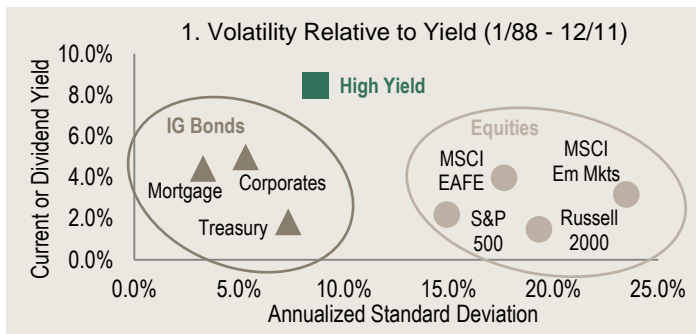 1. Volatility Relative to Yield (1/88 - 12/11)
Current or Dividend Yield
10.0%
8.0%
6.0%
4.0%
2.0%
0.0%
High Yield
IG Bonds
Mortgage
Corporates
Treasury
Equities
MSCI
EAFE
MSCI
Em Mkts
S&P
500
Russell
2000
0.0%
5.0%
10.0%
15.0%
20.0%
25.0%
Annualized Standard Deviation